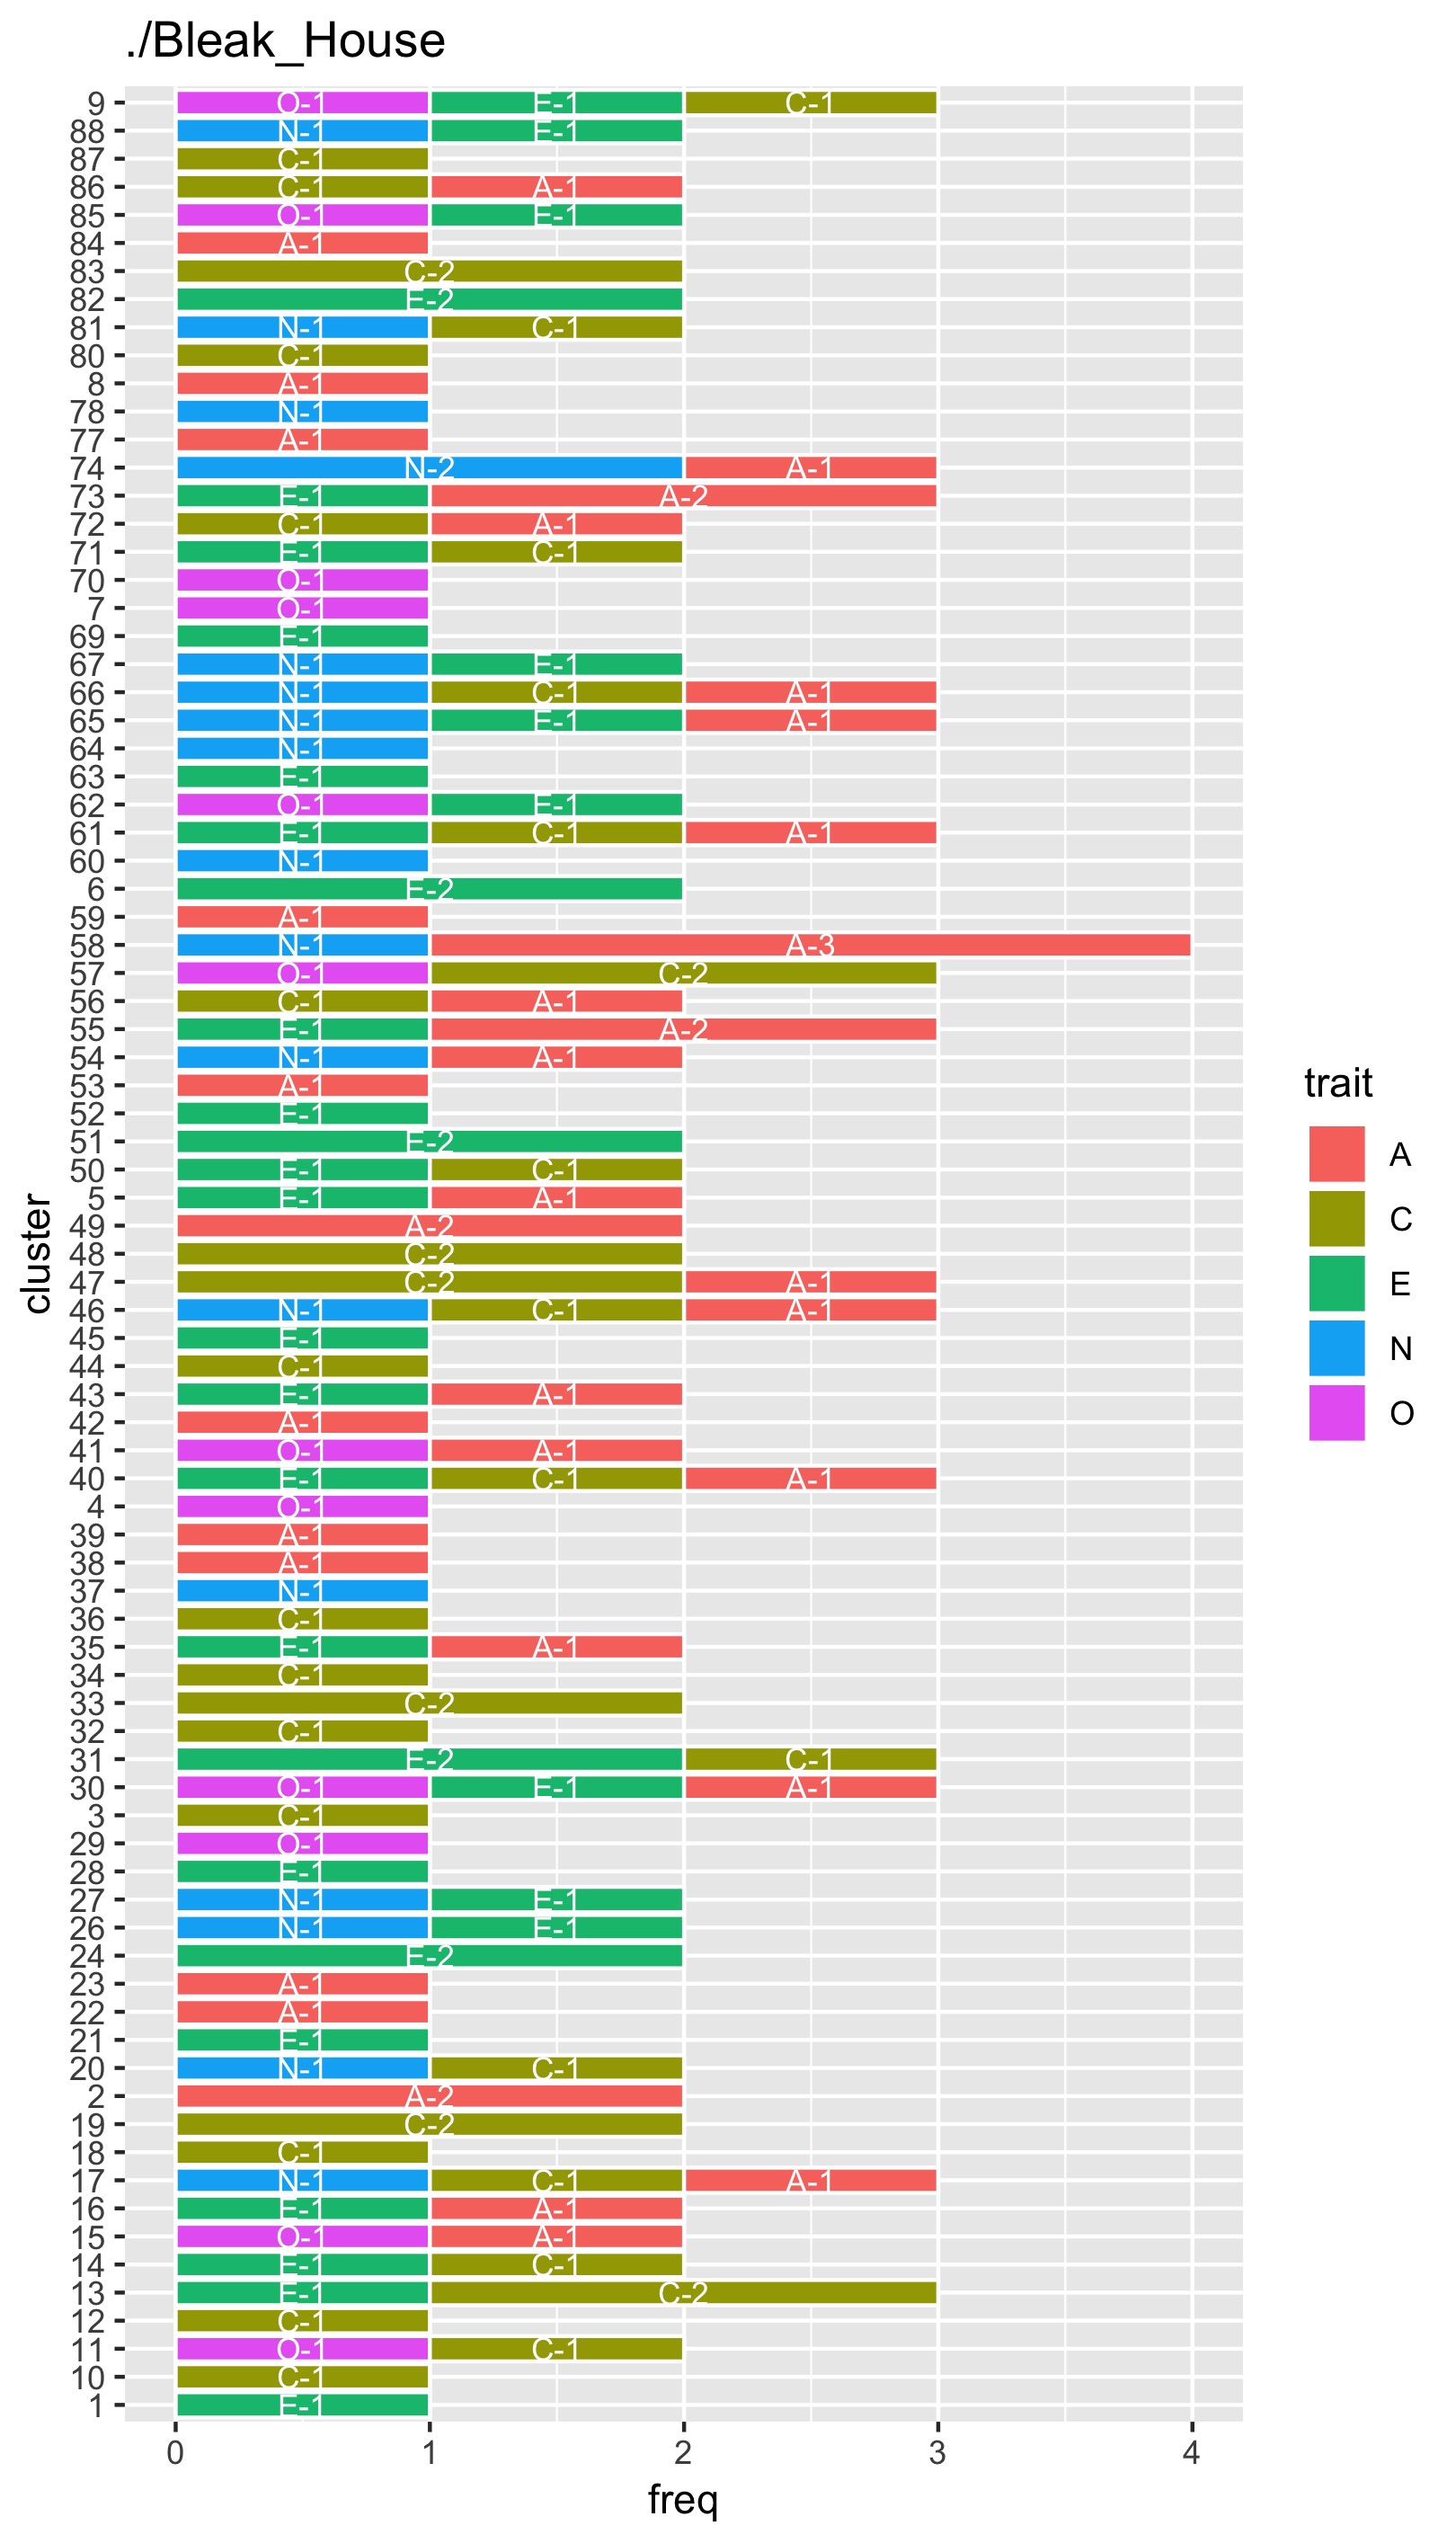 ./Bleak_House
9 O-1 E-1 C-1
88 N-1 E-1
87 C-1
86 C-1 A-1
85 O-1 E-1
84 A-1
83 C-2
82 E-2
81 N-1 C-1
80 C-1
8 A-1
78 N-1
77 A-1
74 N-2 A-1
73 E-1 A-2
72 C-1 A-1
71 E-1 C-1
70 O-1
7 O-1
69 E-1
67 N-1 E-1
66 N-1 C-1 A-1
65 N-1 E-1 A-1
64 N-1
63 E-1
62 O-1 E-1
61 E-1 C-1 A-1
60 N-1
6 E-2
59 A-1
58 N-1 A-3
57 O-1 C-2
56 C-1 A-1
55 E-1 A-2
54 N-1 A-1
53 A-1
52 E-1
51 E-2
50 E-1 C-1
5 E-1 A-1
49 A-2
48 C-2
47 C-2 A-1
46 N-1 C-1 A-1
45 E-1
44 C-1
43 E-1 A-1
42 A-1
41 O-1 A-1
40 E-1 C-1 A-1
4 O-1
39 A-1
38 A-1
37 N-1
36 C-1
35 E-1 A-1
34 C-1
33 C-2
32 C-1
31 E-2 C-1
30 O-1 E-1 A-1
3 C-1
29 O-1
28 E-1
27 N-1 E-1
26 N-1 E-1
24 E-2
23 A-1
22 A-1
21 E-1
20 N-1 C-1
2 A-2
19 C-2
18 C-1
17 N-1 C-1 A-1
16 E-1 A-1
15 O-1 A-1
14 E-1 C-1
13 E-1 C-2
12 C-1
11 O-1 C-1
10 C-1
1 E-1
0 1 2 3 4
freq
cluster
trait
A
C
E
N
O